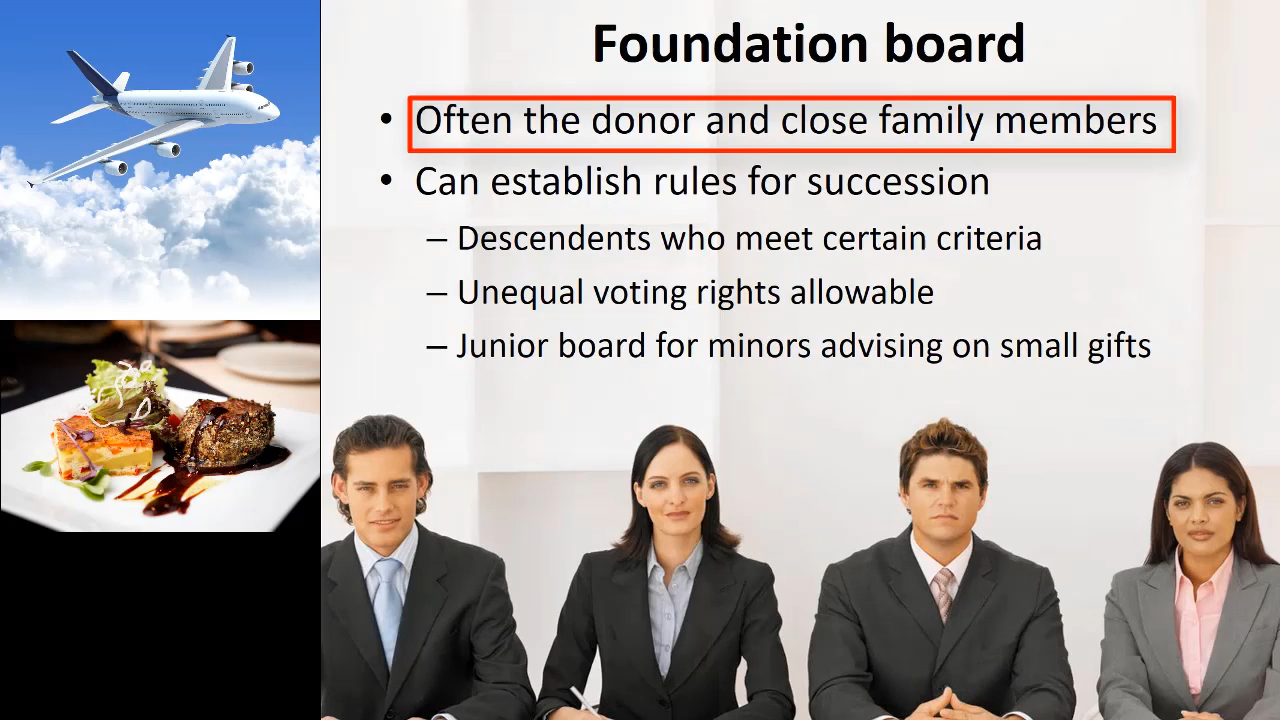 Foundation board
• Often the donor and close family members
• Can establish rules for succession
– Descendents who meet certain criteria
– Unequal voting rights allowable
– Junior board for minors advising on small gifts